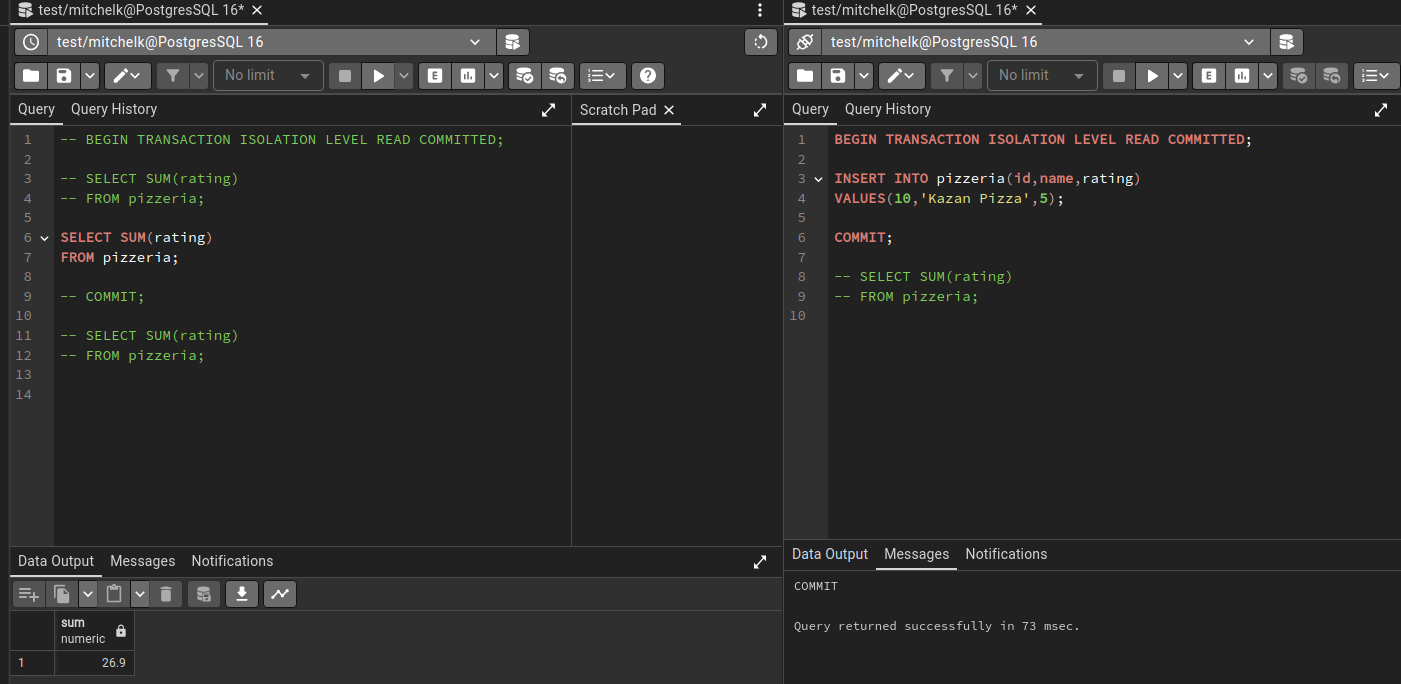 test/mitchelk@PostgresSQL 16*
test/mitchelk@PostgresSQL 16
No limit
E
Query Query History
Scratch Pad
1 -- BEGIN TRANSACTION ISOLATION LEVEL READ COMMITTED;
2
3 -- SELECT SUM(rating)
4 -- FROM pizzeria;
5
6 SELECT SUM(rating)
7 FROM pizzeria;
8
9 -- COMMIT;
10
11 -- SELECT SUM(rating)
12 -- FROM pizzeria;
13
14
Data Output Messages Notifications
sum
numeric
1 26.9
test/mitchelk@PostgresSQL 16*
test/mitchelk@PostgresSQL 16
No limit
E
Query Query History
1 BEGIN TRANSACTION ISOLATION LEVEL READ COMMITTED;
2
3 INSERT INTO pizzeria(id,name,rating)
4 VALUES(10,'Kazan Pizza',5);
5
6 COMMIT;
7
8 -- SELECT SUM(rating)
9 -- FROM pizzeria;
10
Data Output Messages Notifications
COMMIT
Query returned successfully in 73 msec.